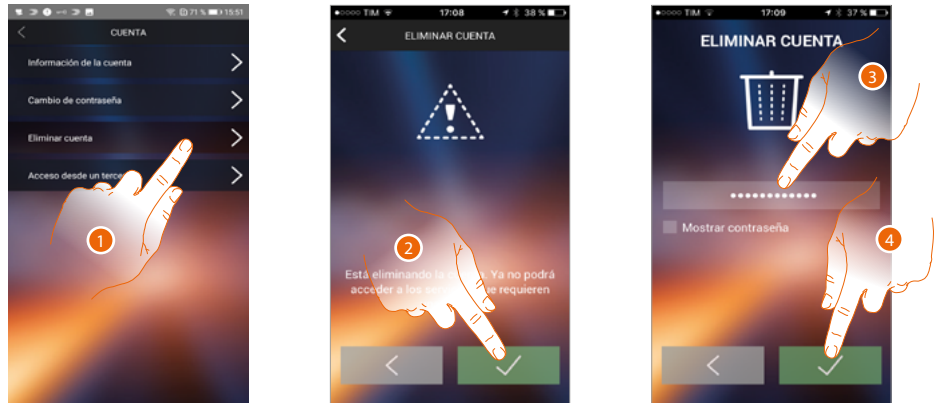 71 % 15:51
CUENTA
Información de la cuenta
Cambio de contraseña
Eliminar cuenta
Acceso desde un terce
1
TIM 17:08 38 %
ELIMINAR CUENTA
!
2
Está eliminando la Ya no podrá
acceder a los que requieren
TIM 17:09 37 %
ELIMINAR CUENTA
3
••••••••••••
Mostrar contraseña
4